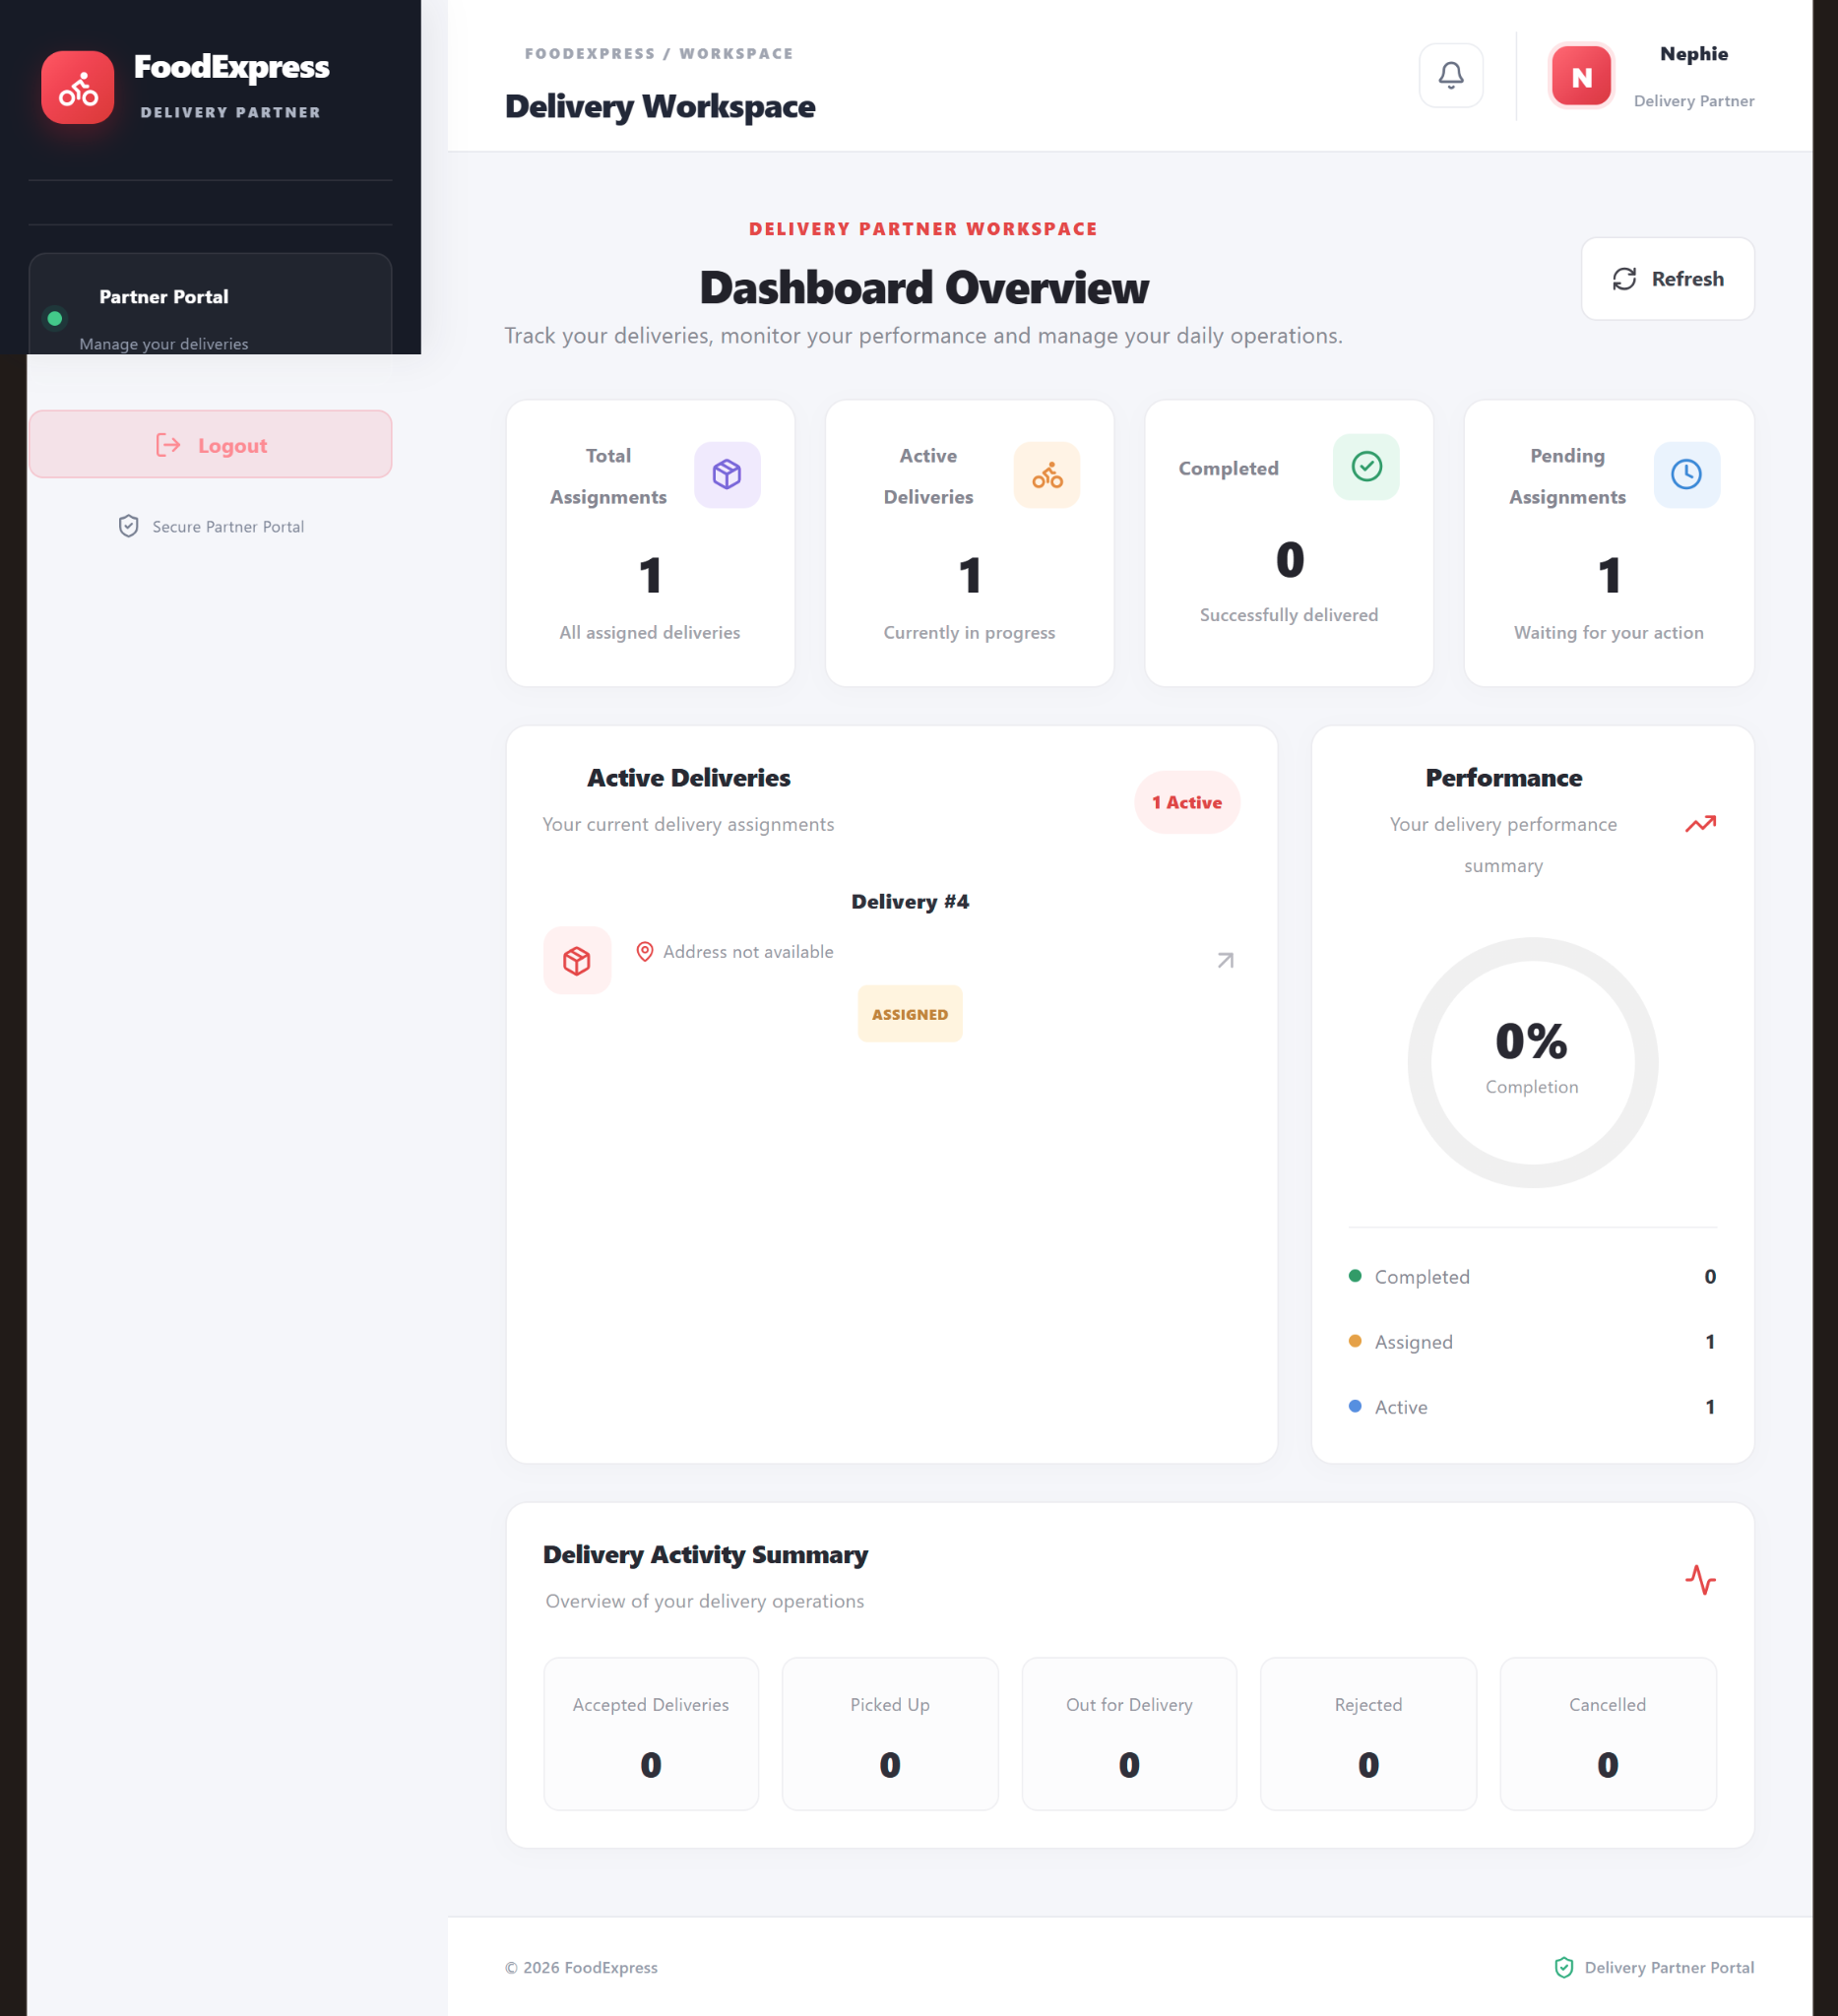 FoodExpress
DELIVERY PARTNER
Partner Portal
Manage your deliveries
Logout
Secure Partner Portal
FOODEXPRESS / WORKSPACE
Delivery Workspace
N
Nephie
Delivery Partner
DELIVERY PARTNER WORKSPACE
Dashboard Overview
Track your deliveries, monitor your performance and manage your daily operations.
Refresh
Total
Assignments
1
All assigned deliveries
Active
Deliveries
1
Currently in progress
Completed
0
Successfully delivered
Pending
Assignments
1
Waiting for your action
Active Deliveries
Your current delivery assignments
1 Active
Delivery #4
Address not available
ASSIGNED
Performance
Your delivery performance
summary
0%
Completion
Completed 0
Assigned 1
Active 1
Delivery Activity Summary
Overview of your delivery operations
Accepted Deliveries
0
Picked Up
0
Out for Delivery
0
Rejected
0
Cancelled
0
© 2026 FoodExpress
Delivery Partner Portal